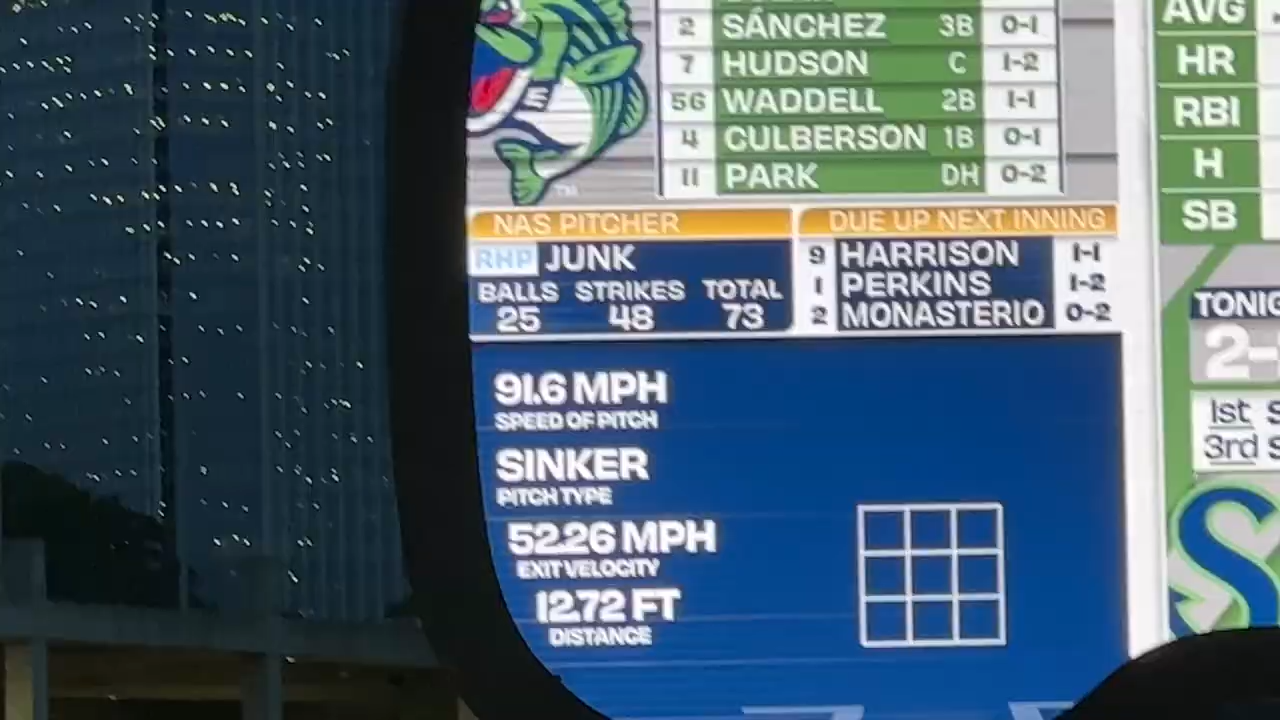 2 SÁNCHEZ 3B 0-1
7 HUDSON C 1-2
56 WADDELL 2B 1-1
4 CULBERSON 1B 0-1
11 PARK DH 0-2
E
TM
NAS PITCHER
RHP JUNK
BALLS STRIKES TOTAL
25 48 73
DUE UP NEXT INNING
9 HARRISON 1-1
1 PERKINS 1-2
2 MONASTERIO 0-2
91.6 MPH
SPEED OF PITCH
SINKER
PITCH TYPE
52.26 MPH
EXIT VELOCITY
12.72 FT
DISTANCE
AVG
HR
RBI
H
SB
TONIG
2-
1st S
3rd S
S